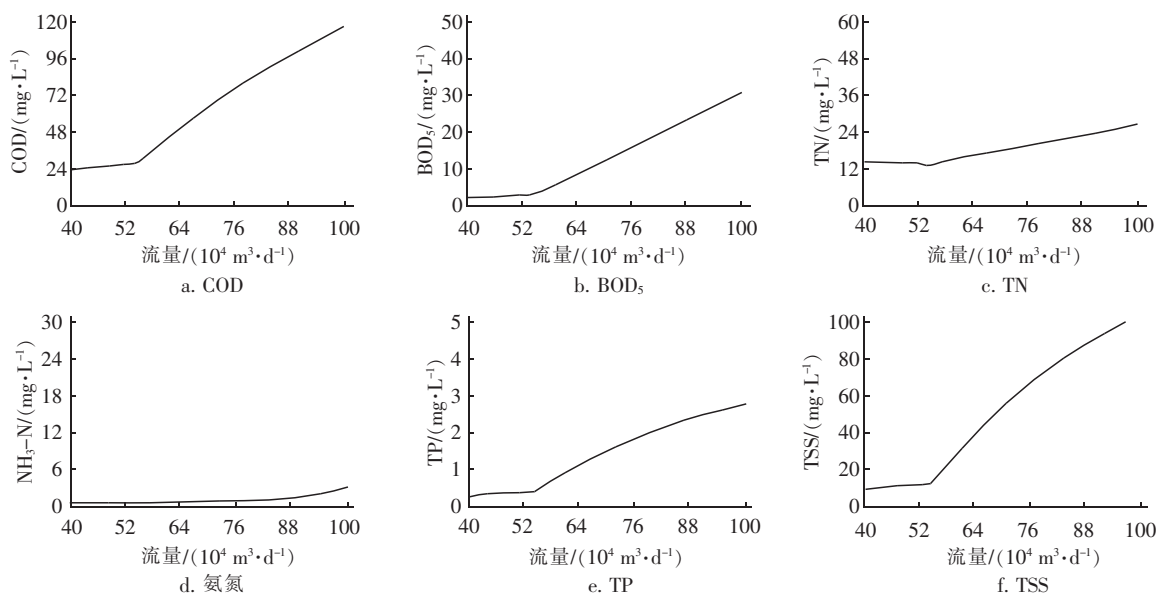 COD/(mg·L⁻¹)
120
96
72
48
24
0
40 52 64 76 88 100
流量/(10⁴ m³·d⁻¹)
a. COD
BOD₅/(mg·L⁻¹)
50
40
30
20
10
0
40 52 64 76 88 100
流量/(10⁴ m³·d⁻¹)
b. BOD₅
TN/(mg·L⁻¹)
60
48
36
24
12
0
40 52 64 76 88 100
流量/(10⁴ m³·d⁻¹)
c. TN
NH₃-N/(mg·L⁻¹)
30
24
18
12
6
0
40 52 64 76 88 100
流量/(10⁴ m³·d⁻¹)
d. 氨氮
TP/(mg·L⁻¹)
5
4
3
2
1
0
40 52 64 76 88 100
流量/(10⁴ m³·d⁻¹)
e. TP
TSS/(mg·L⁻¹)
100
80
60
40
20
0
40 52 64 76 88 100
流量/(10⁴ m³·d⁻¹)
f. TSS